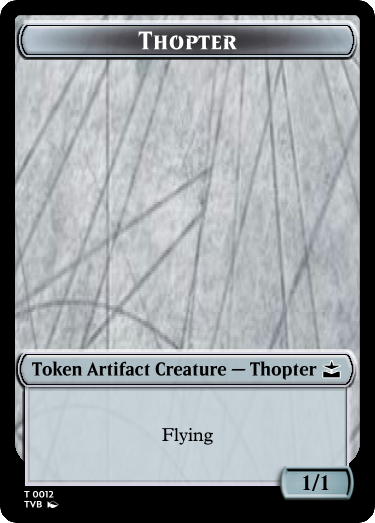 Thopter
Token Artifact Creature — Thopter
Flying
1/1
T 0012
TVB